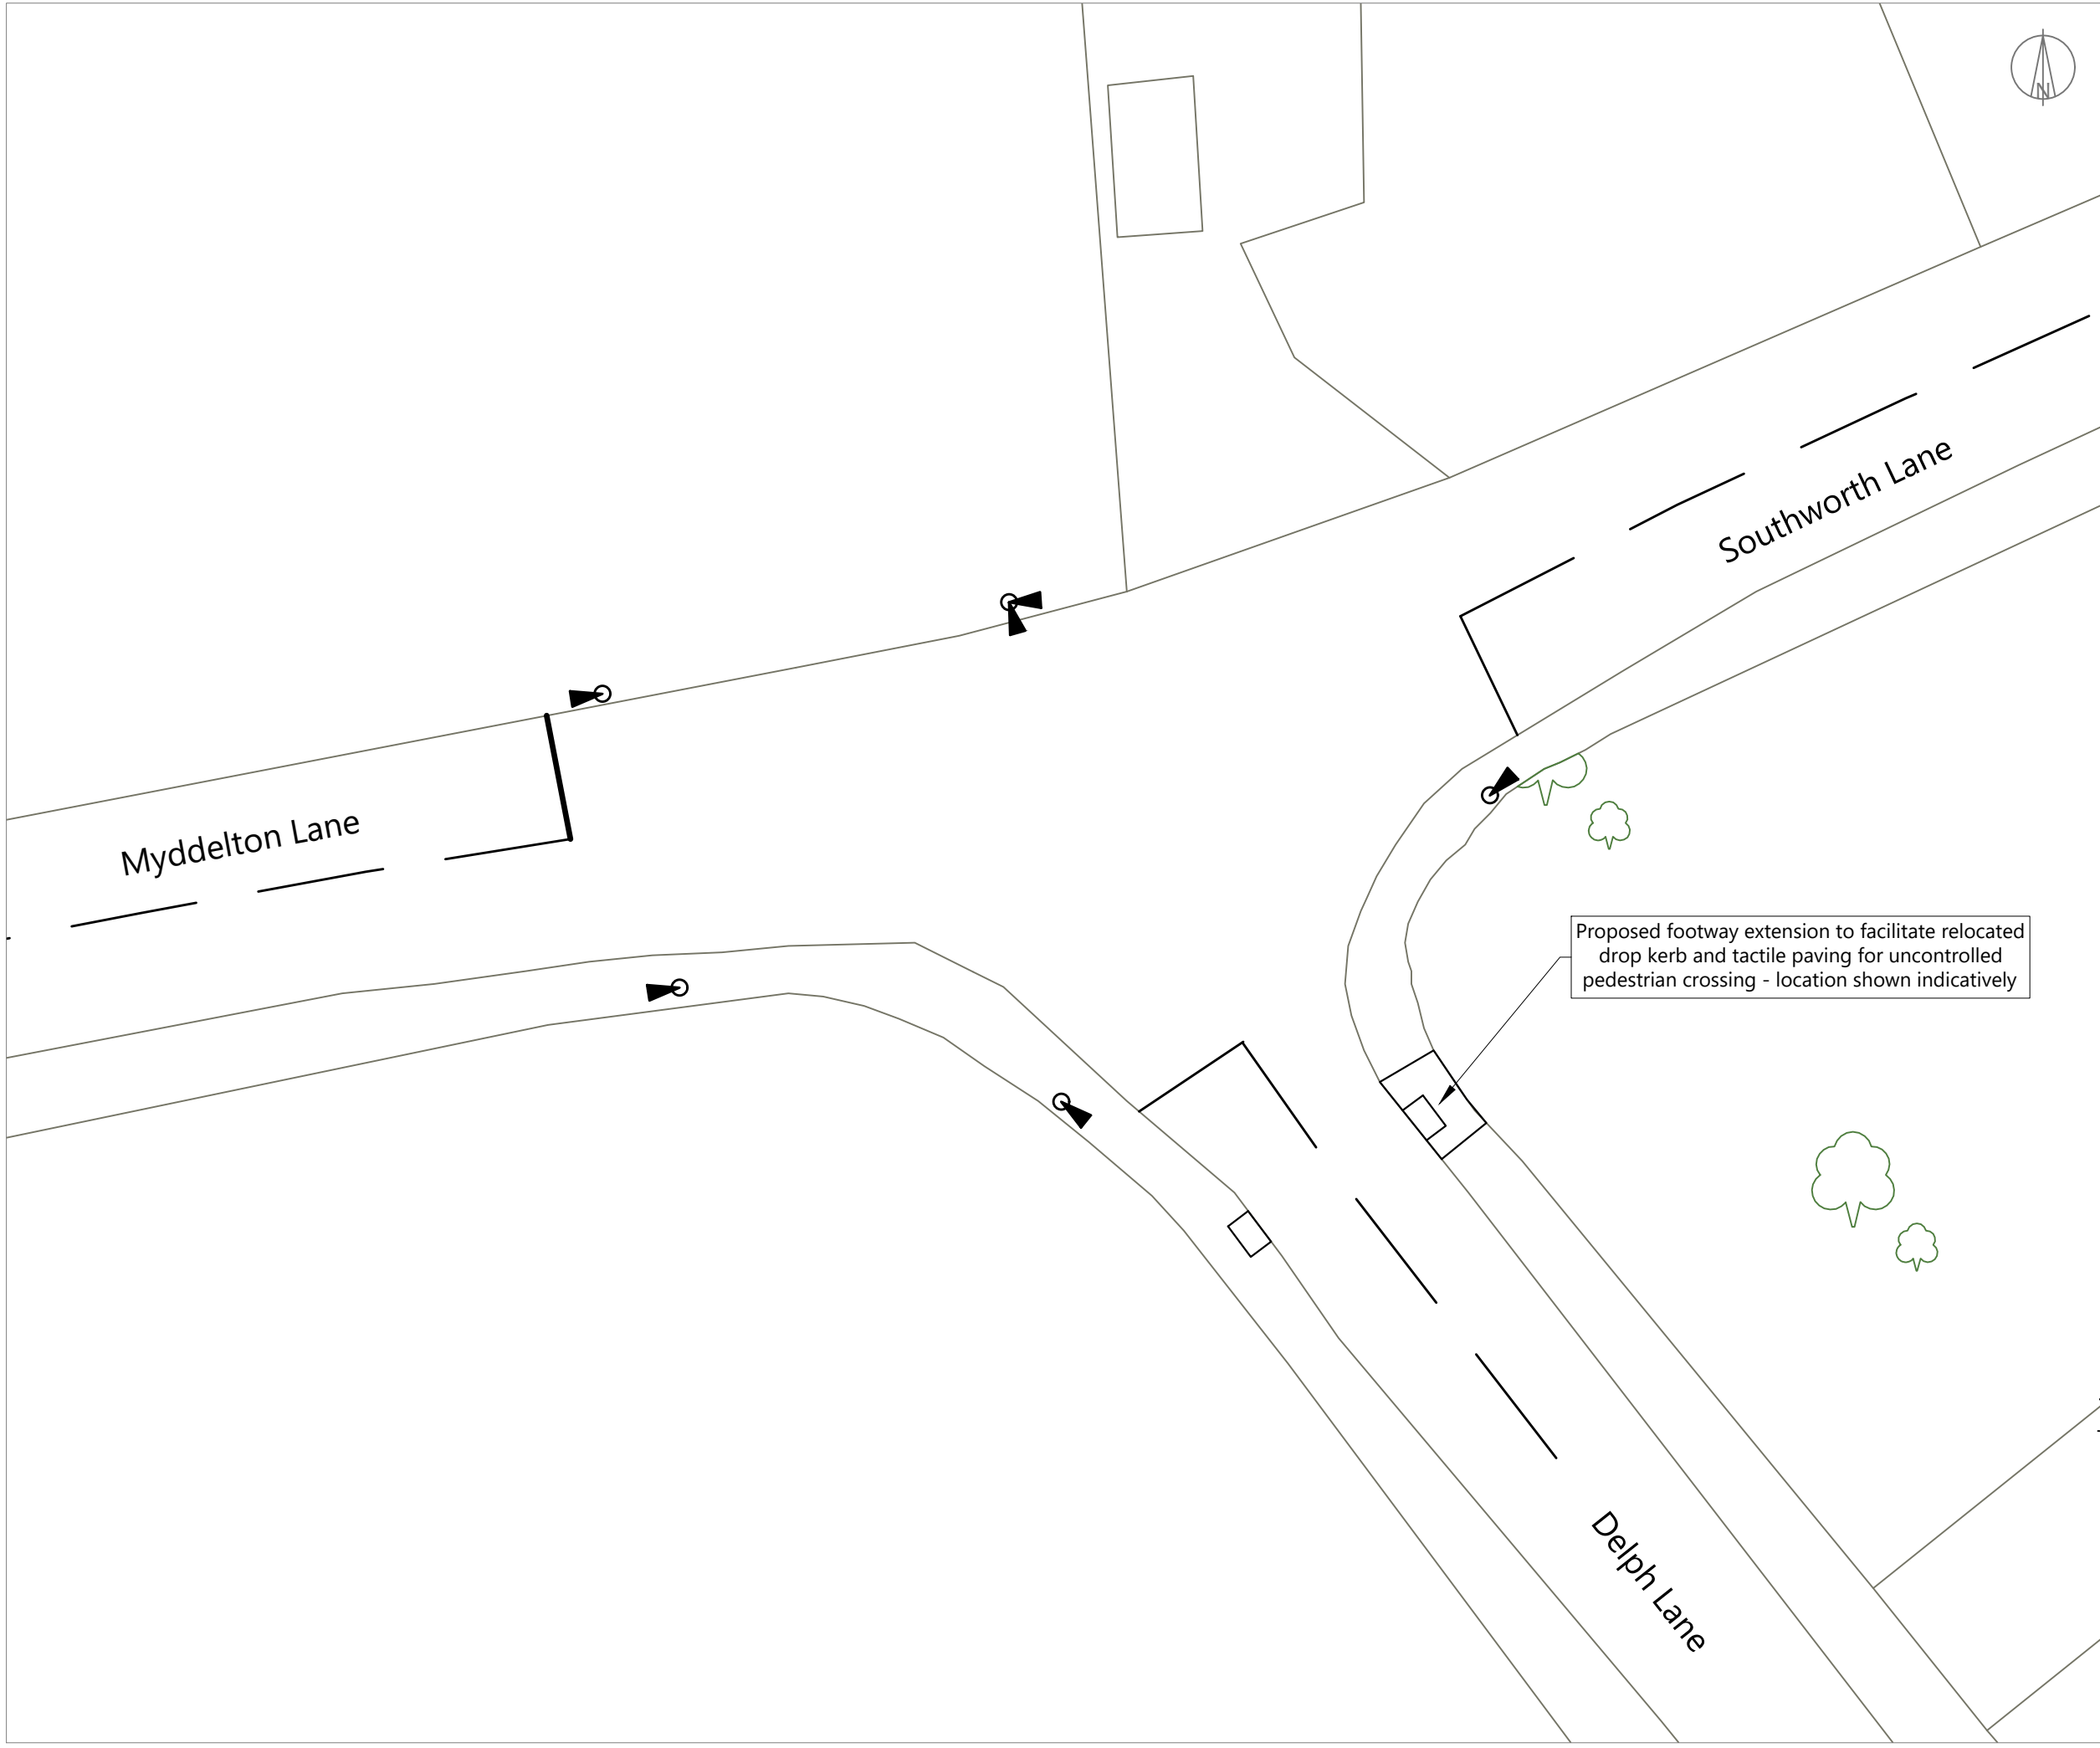 N
Southworth Lane
Myddelton Lane
Proposed footway extension to facilitate relocated
drop kerb and tactile paving for uncontrolled
pedestrian crossing - location shown indicatively
Delph Lane